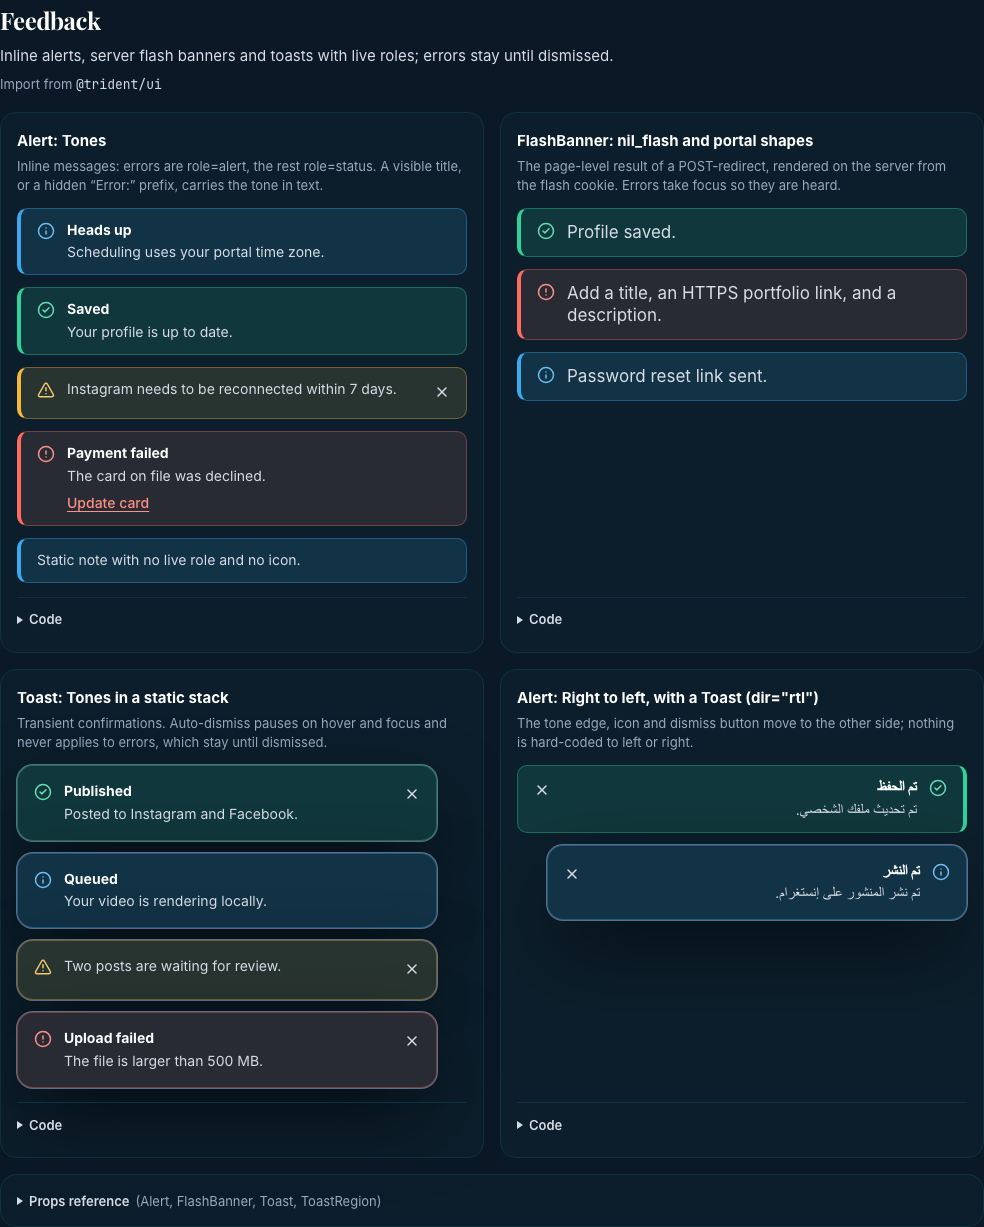 Feedback
Inline alerts, server flash banners and toasts with live roles; errors stay until dismissed.
Import from @trident/ui
Alert: Tones
Inline messages: errors are role=alert, the rest role=status. A visible title,
or a hidden “Error:” prefix, carries the tone in text.
Heads up
Scheduling uses your portal time zone.
Saved
Your profile is up to date.
Instagram needs to be reconnected within 7 days.
Payment failed
The card on file was declined.
Update card
Static note with no live role and no icon.
Code
FlashBanner: nil_flash and portal shapes
The page-level result of a POST-redirect, rendered on the server from
the flash cookie. Errors take focus so they are heard.
Profile saved.
Add a title, an HTTPS portfolio link, and a
description.
Password reset link sent.
Code
Toast: Tones in a static stack
Transient confirmations. Auto-dismiss pauses on hover and focus and
never applies to errors, which stay until dismissed.
Published
Posted to Instagram and Facebook.
Queued
Your video is rendering locally.
Two posts are waiting for review.
Upload failed
The file is larger than 500 MB.
Code
Alert: Right to left, with a Toast (dir="rtl")
The tone edge, icon and dismiss button move to the other side; nothing
is hard-coded to left or right.
تم الحفظ
تم تحديث ملفك الشخصي.
تم النشر
تم نشر المنشور على إنستغرام.
Code
Props reference (Alert, FlashBanner, Toast, ToastRegion)